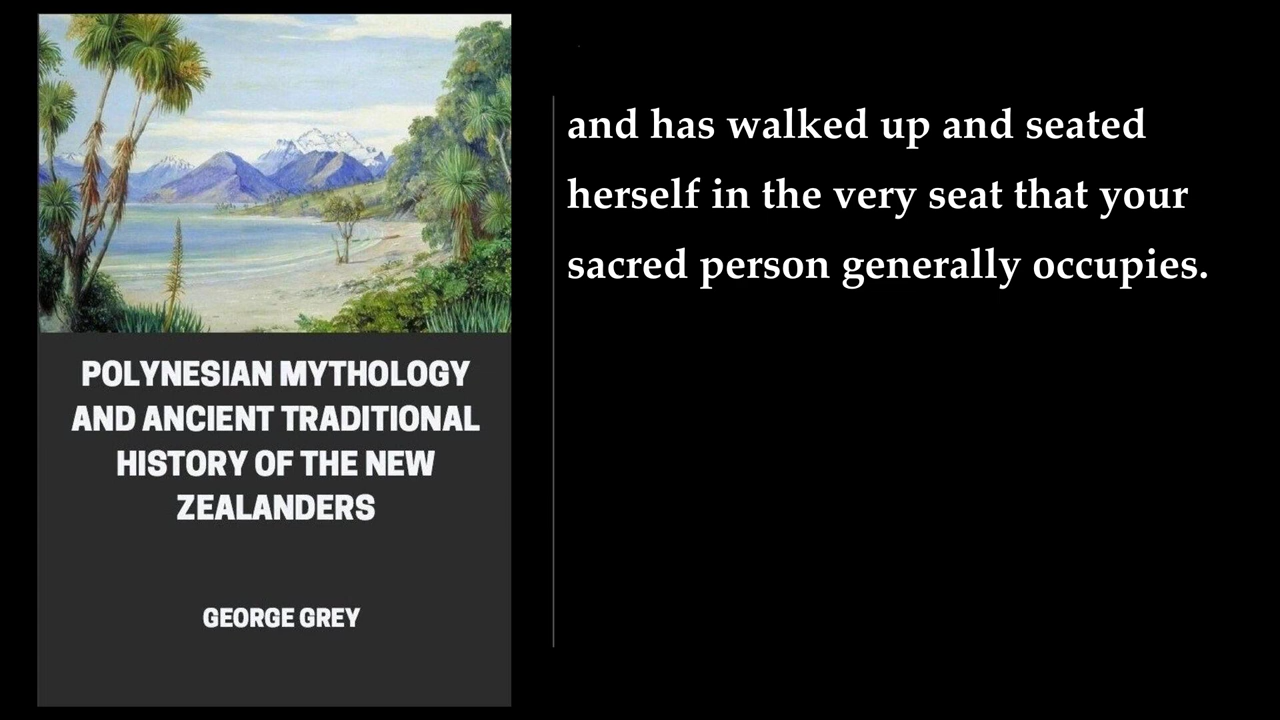 POLYNESIAN MYTHOLOGY
AND ANCIENT TRADITIONAL
HISTORY OF THE NEW
ZEALANDERS
GEORGE GREY
and has walked up and seated
herself in the very seat that your
sacred person generally occupies.